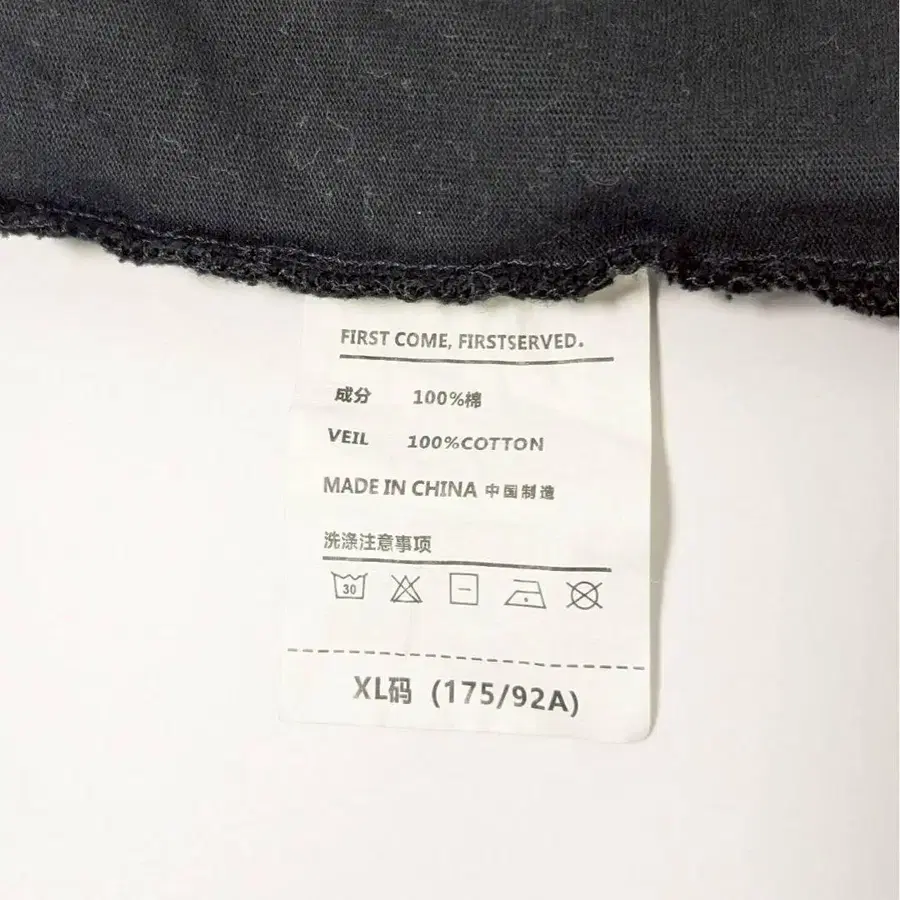 FIRST COME, FIRSTSERVED.
成分 100%棉
VEIL 100%COTTON
MADE IN CHINA 中国制造
洗涤注意事项
30
XL码 (175/92A)